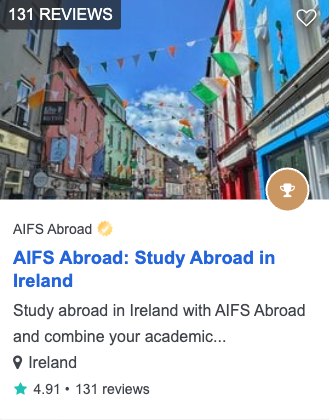 131 REVIEWS
AIFS Abroad
AIFS Abroad: Study Abroad in
Ireland
Study abroad in Ireland with AIFS Abroad
and combine your academic...
Ireland
4.91 • 131 reviews